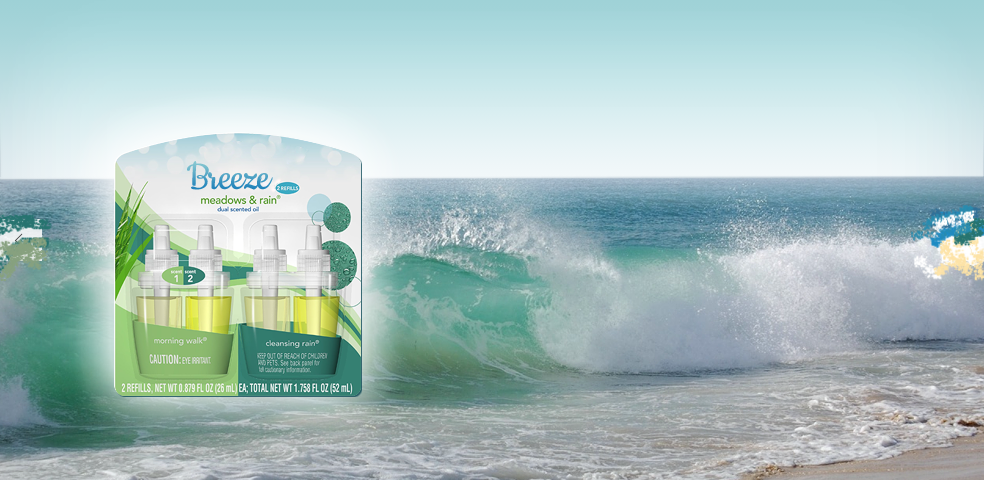 Breeze
2 REFILLS
meadows & rain®
dual scented oil
scent 1 scent 2
morning walk®
cleansing rain®
CAUTION: EYE IRRITANT
KEEP OUT OF REACH OF CHILDREN
AND PETS. See back panel for
full cautionary information.
2 REFILLS, NET WT 0.879 FL OZ (26 mL) EA; TOTAL NET WT 1.758 FL OZ (52 mL)